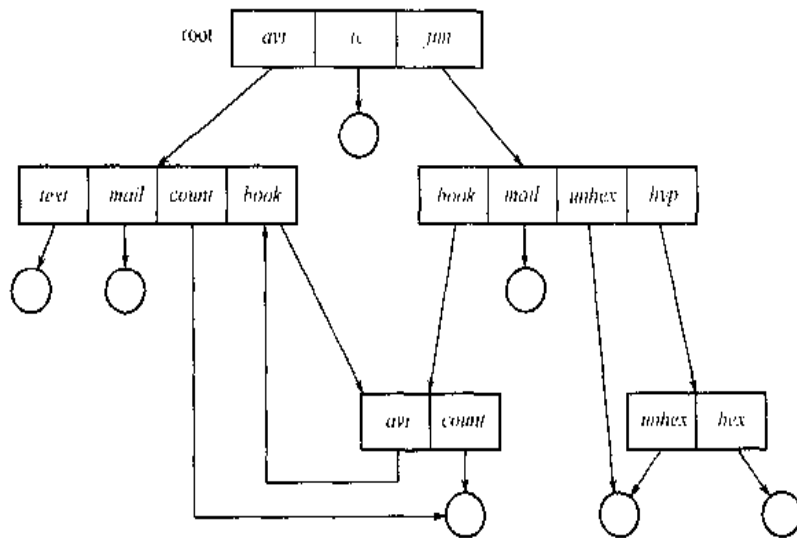 root avi tc jim
text mail count book book mail unhex hyp
avi count unhex hex